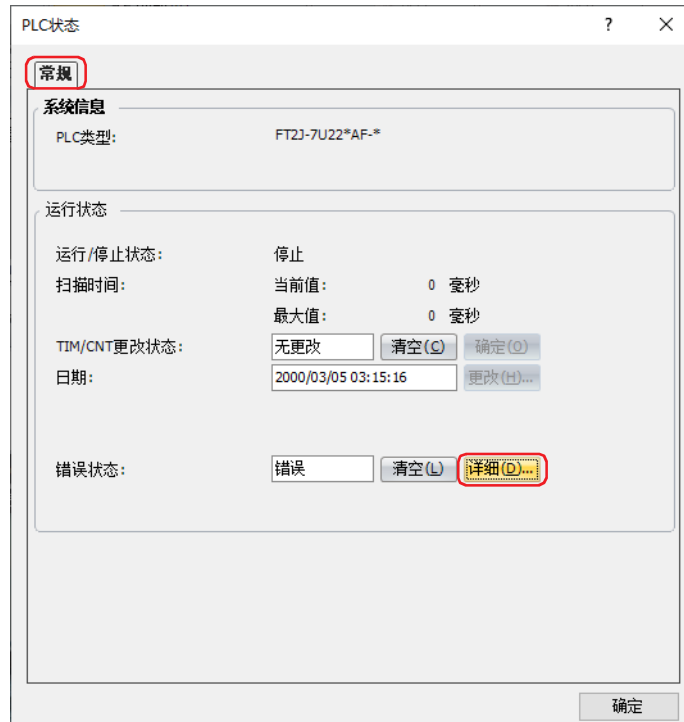 PLC状态 ? ×
常规
系统信息
PLC类型: FT2J-7U22*AF-*
运行状态
运行/停止状态: 停止
扫描时间: 当前值: 0 毫秒
最大值: 0 毫秒
TIM/CNT更改状态: 无更改 清空(C) 确定(O)
日期: 2000/03/05 03:15:16 更改(H)...
错误状态: 错误 清空(L) 详细(D)...
确定